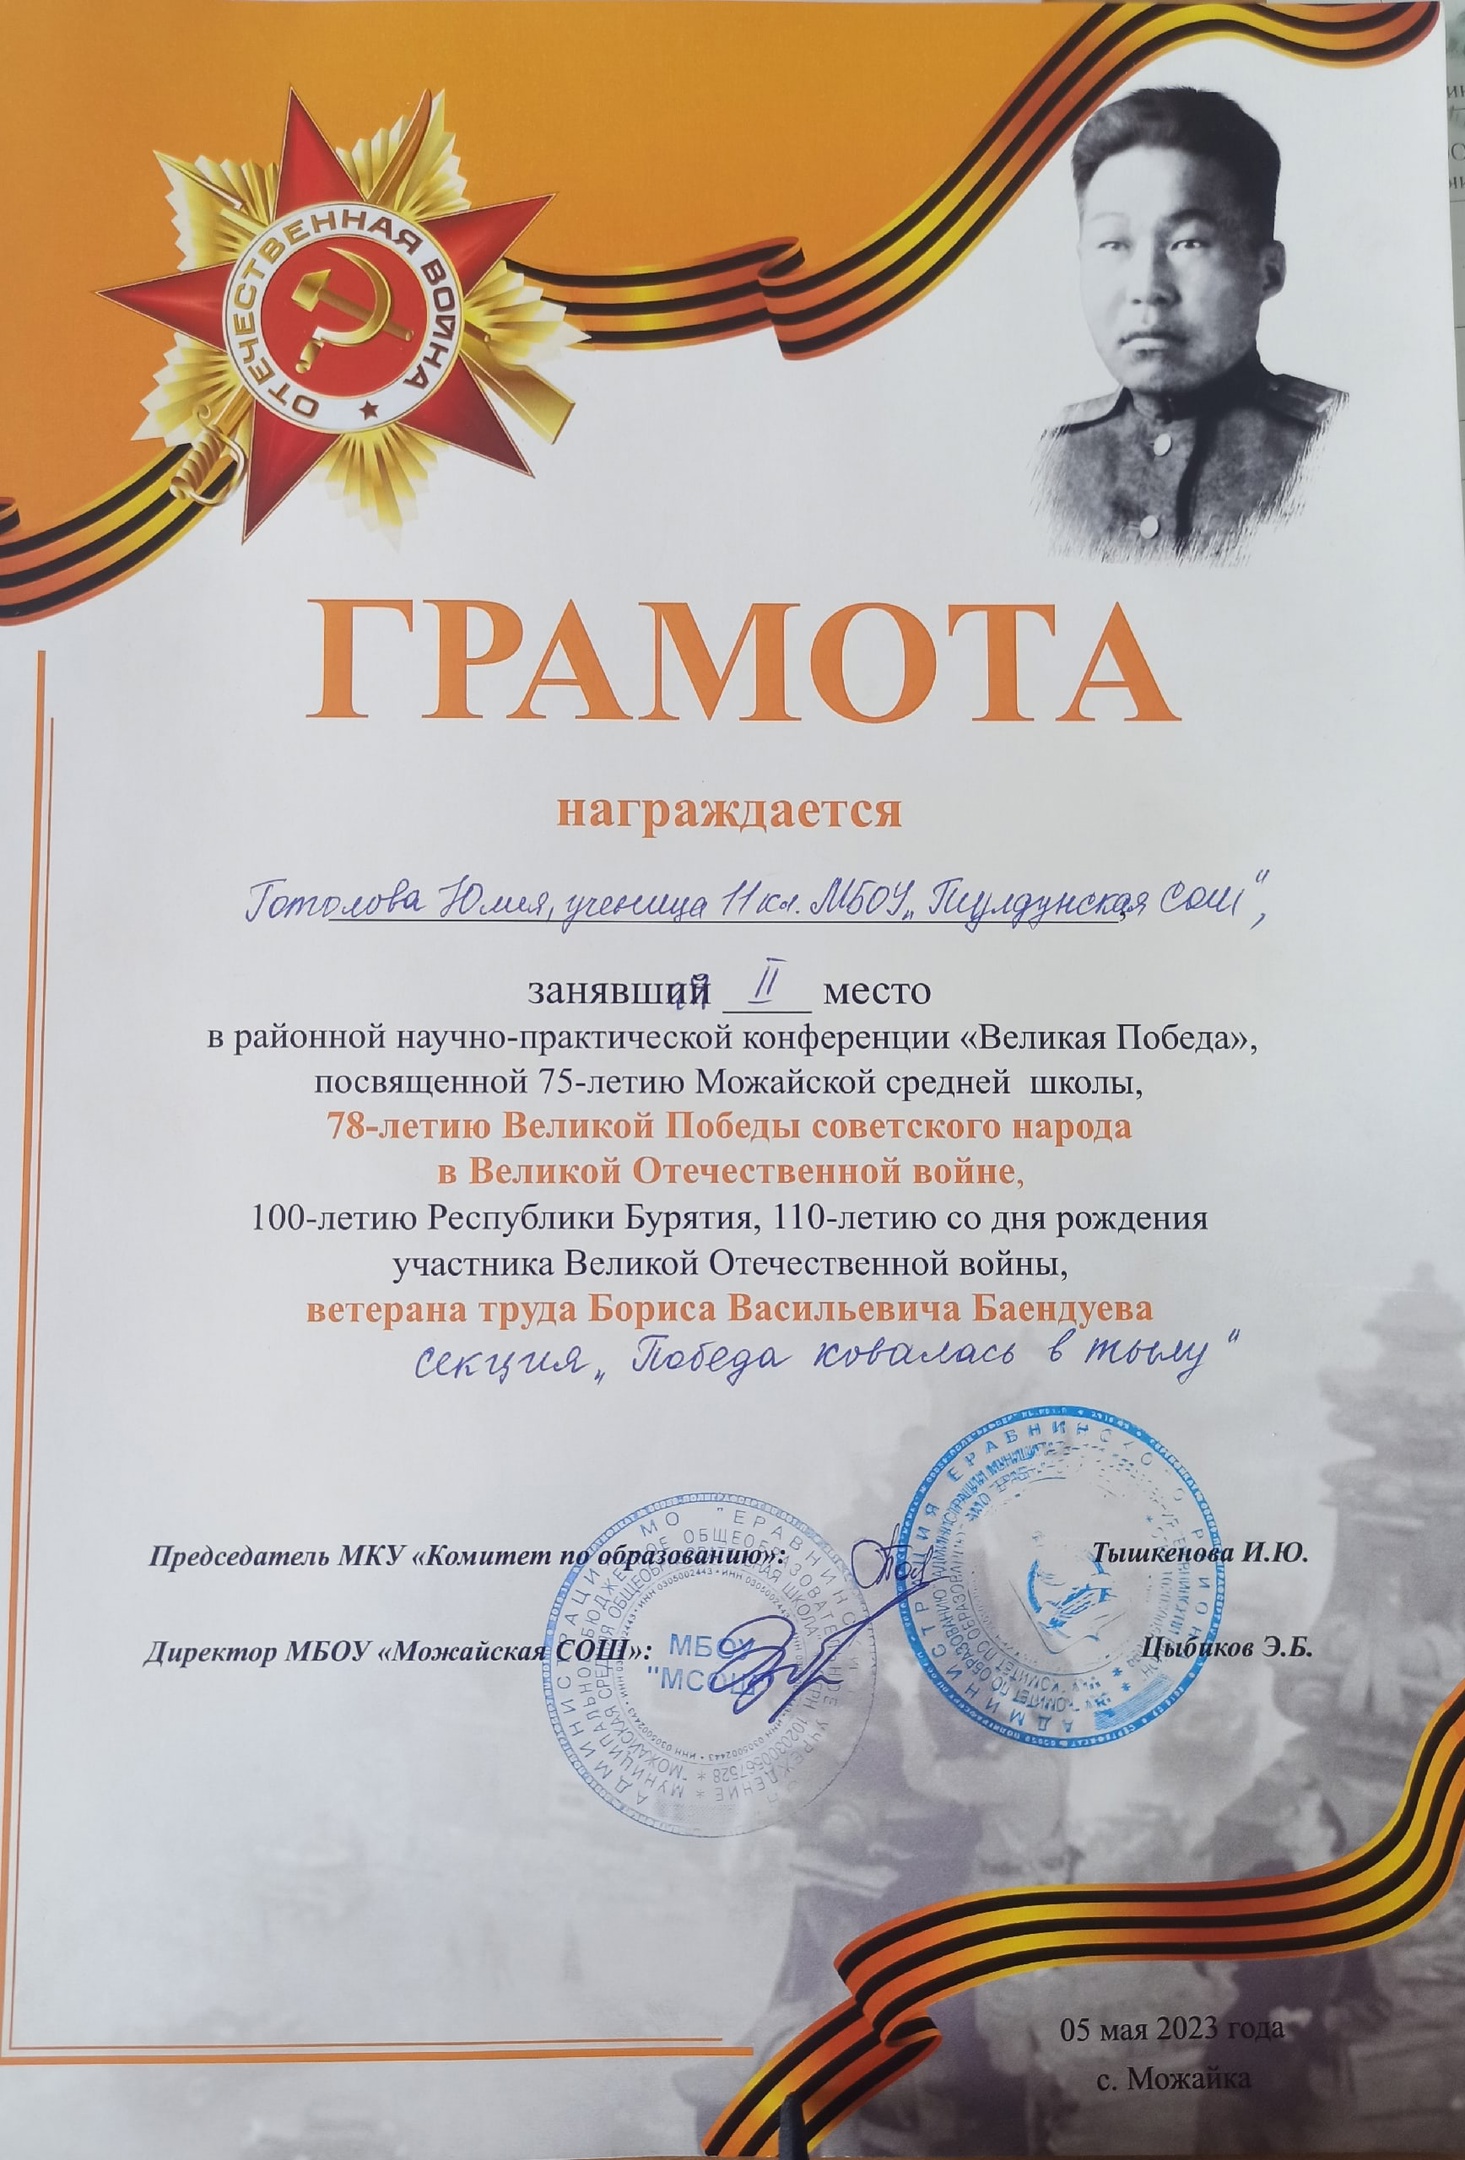 ОТЕЧЕСТВЕННАЯ ВОЙНА
ГРАМОТА
награждается
Готолова Юлия, ученица 11 кл. МБОУ „Тулдунская СОШ",
занявшая II место
в районной научно-практической конференции «Великая Победа»,
посвященной 75-летию Можайской средней школы,
78-летию Великой Победы советского народа
в Великой Отечественной войне,
100-летию Республики Бурятия, 110-летию со дня рождения
участника Великой Отечественной войны,
ветерана труда Бориса Васильевича Баендуева
секция „Победа ковалась в тылу"
Председатель МКУ «Комитет по образованию»: Тышкенова И.Ю.
Директор МБОУ «Можайская СОШ»: Цыбиков Э.Б.
МБОУ
"МСОШ"
05 мая 2023 года
с. Можайка